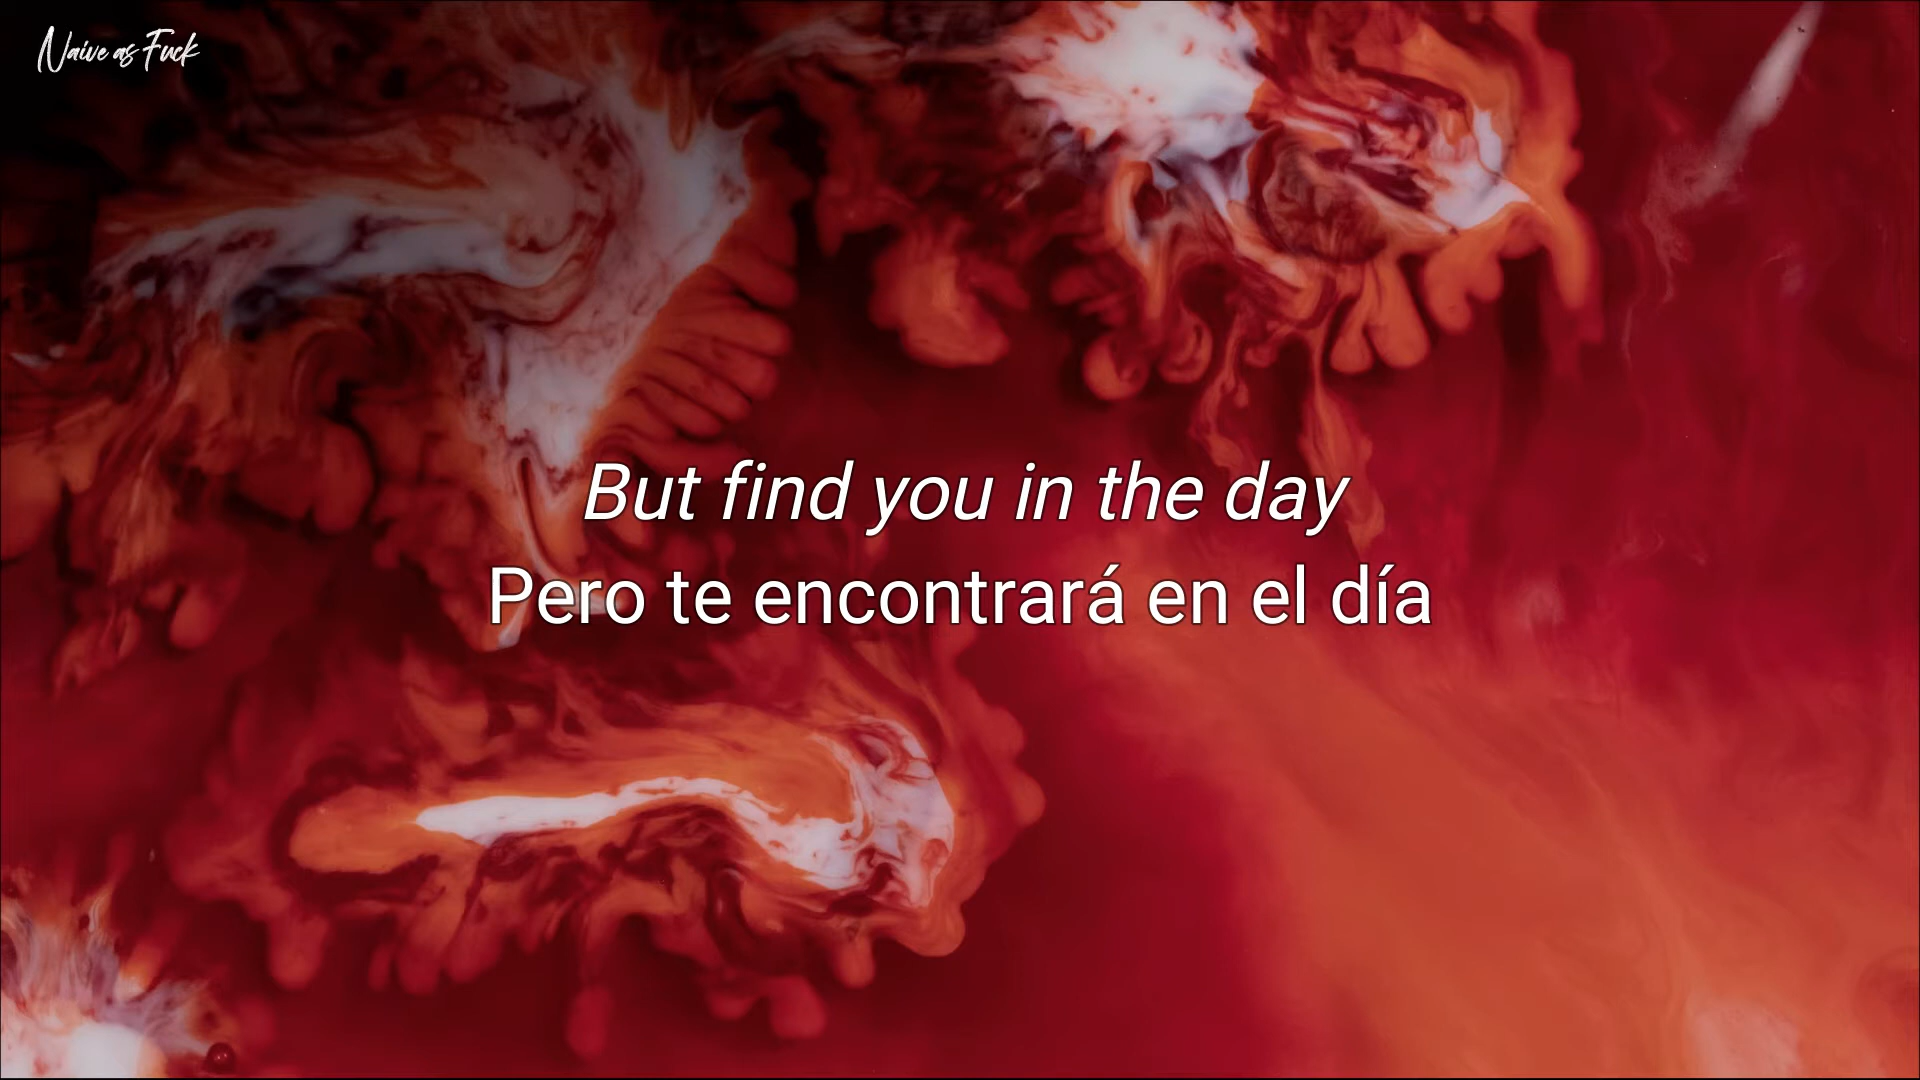 Naive as Fuck
But find you in the day
Pero te encontrará en el día